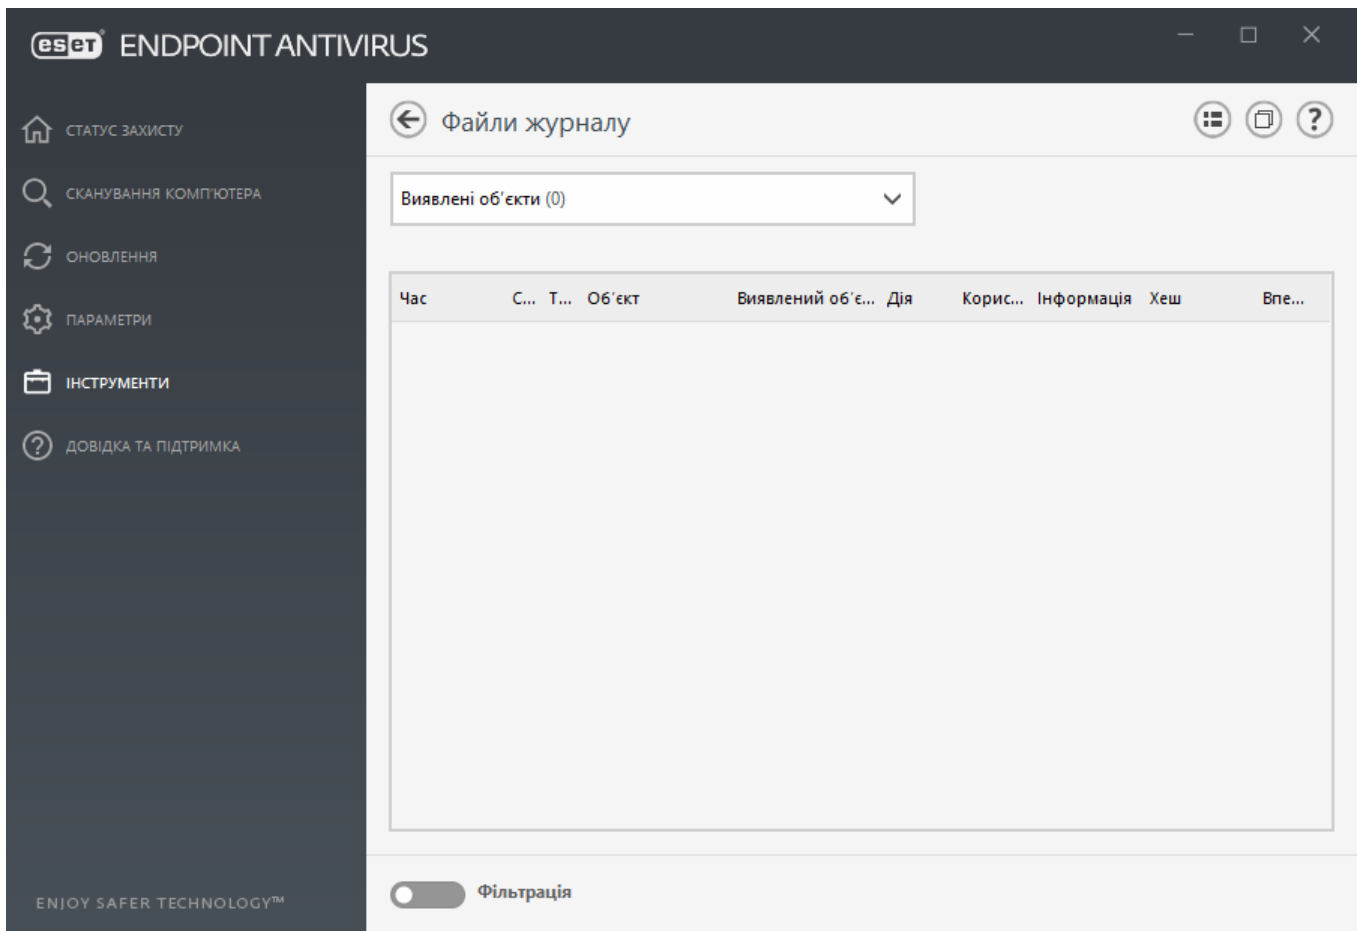 eset ENDPOINT ANTIVIRUS
СТАТУС ЗАХИСТУ
СКАНУВАННЯ КОМП'ЮТЕРА
ОНОВЛЕННЯ
ПАРАМЕТРИ
ІНСТРУМЕНТИ
ДОВІДКА ТА ПІДТРИМКА
ENJOY SAFER TECHNOLOGY™
Файли журналу
Виявлені об'єкти (0)
Час С... Т... Об'єкт Виявлений об'є... Дія Корис... Інформація Хеш Впе...
Фільтрація